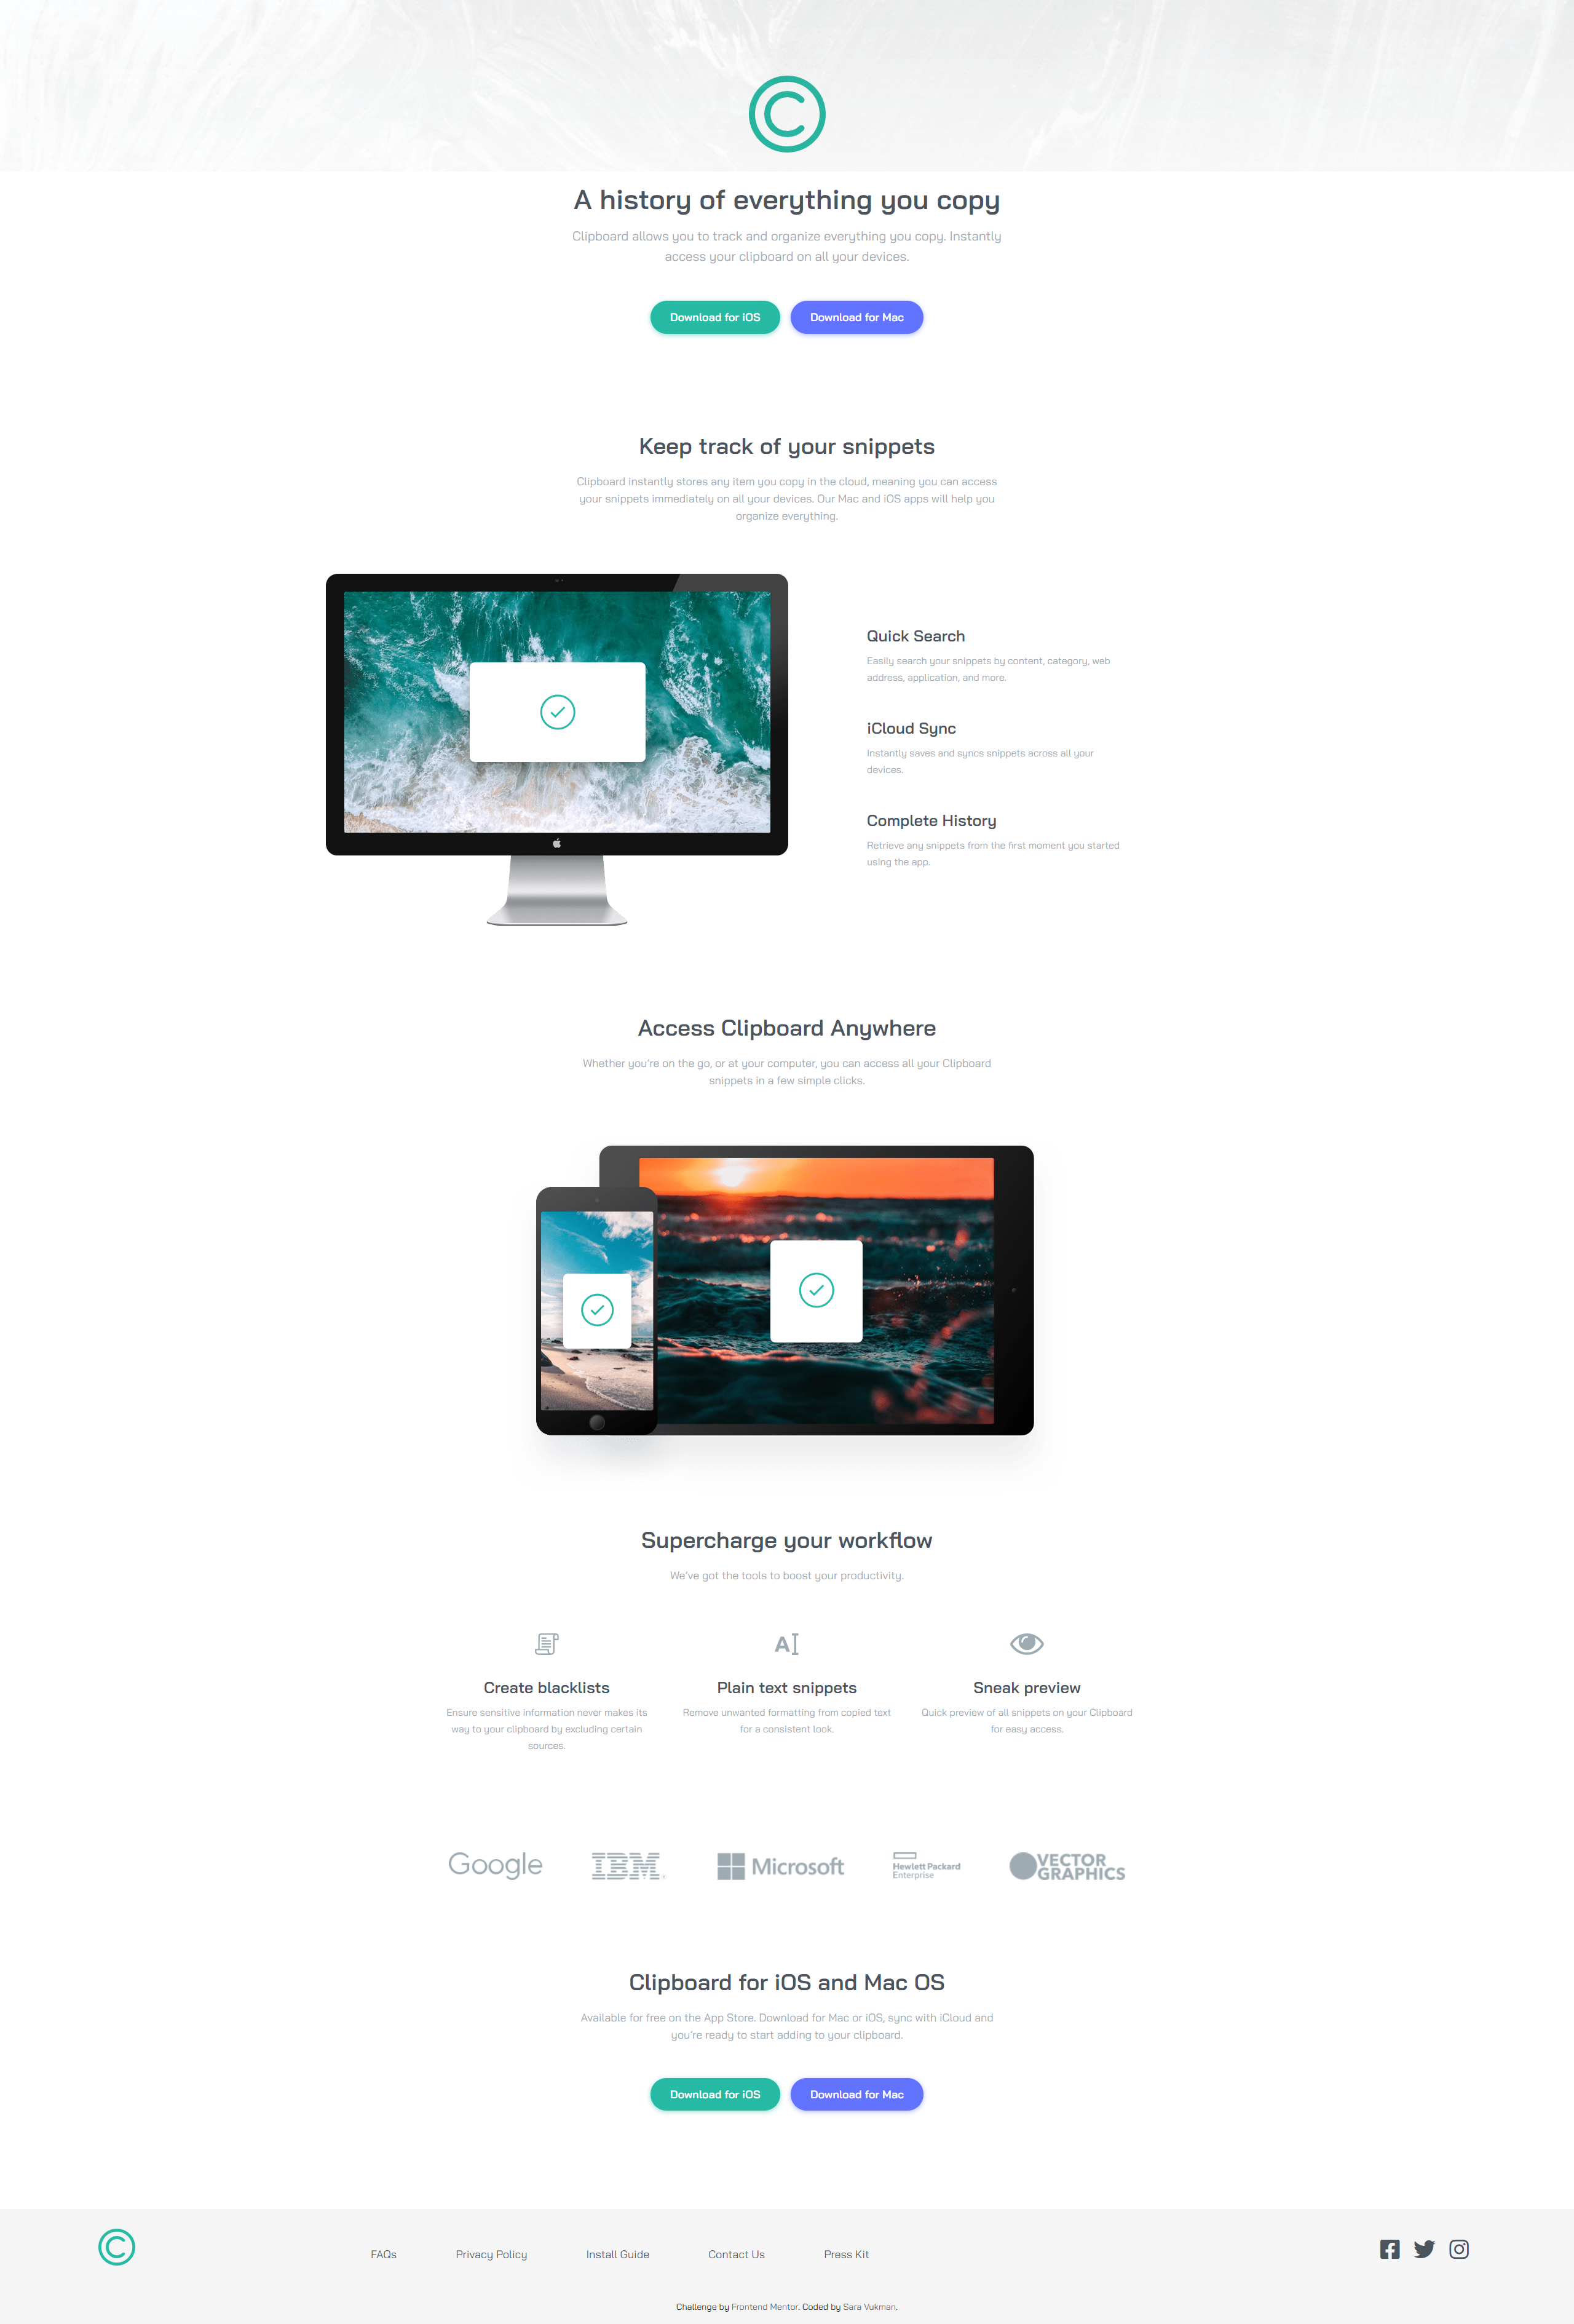 A history of everything you copy
Clipboard allows you to track and organize everything you copy. Instantly
access your clipboard on all your devices.
Download for iOS
Download for Mac
Keep track of your snippets
Clipboard instantly stores any item you copy in the cloud, meaning you can access
your snippets immediately on all your devices. Our Mac and iOS apps will help you
organize everything.
Quick Search
Easily search your snippets by content, category, web
address, application, and more.
iCloud Sync
Instantly saves and syncs snippets across all your
devices.
Complete History
Retrieve any snippets from the first moment you started
using the app.
Access Clipboard Anywhere
Whether you’re on the go, or at your computer, you can access all your Clipboard
snippets in a few simple clicks.
Supercharge your workflow
We’ve got the tools to boost your productivity.
Create blacklists
Ensure sensitive information never makes its
way to your clipboard by excluding certain
sources.
Plain text snippets
Remove unwanted formatting from copied text
for a consistent look.
Sneak preview
Quick preview of all snippets on your Clipboard
for easy access.
Google
IBM®
Microsoft
Hewlett Packard
Enterprise
VECTOR
GRAPHICS
Clipboard for iOS and Mac OS
Available for free on the App Store. Download for Mac or iOS, sync with iCloud and
you’re ready to start adding to your clipboard.
Download for iOS
Download for Mac
FAQs
Privacy Policy
Install Guide
Contact Us
Press Kit
Challenge by Frontend Mentor. Coded by Sara Vukman.